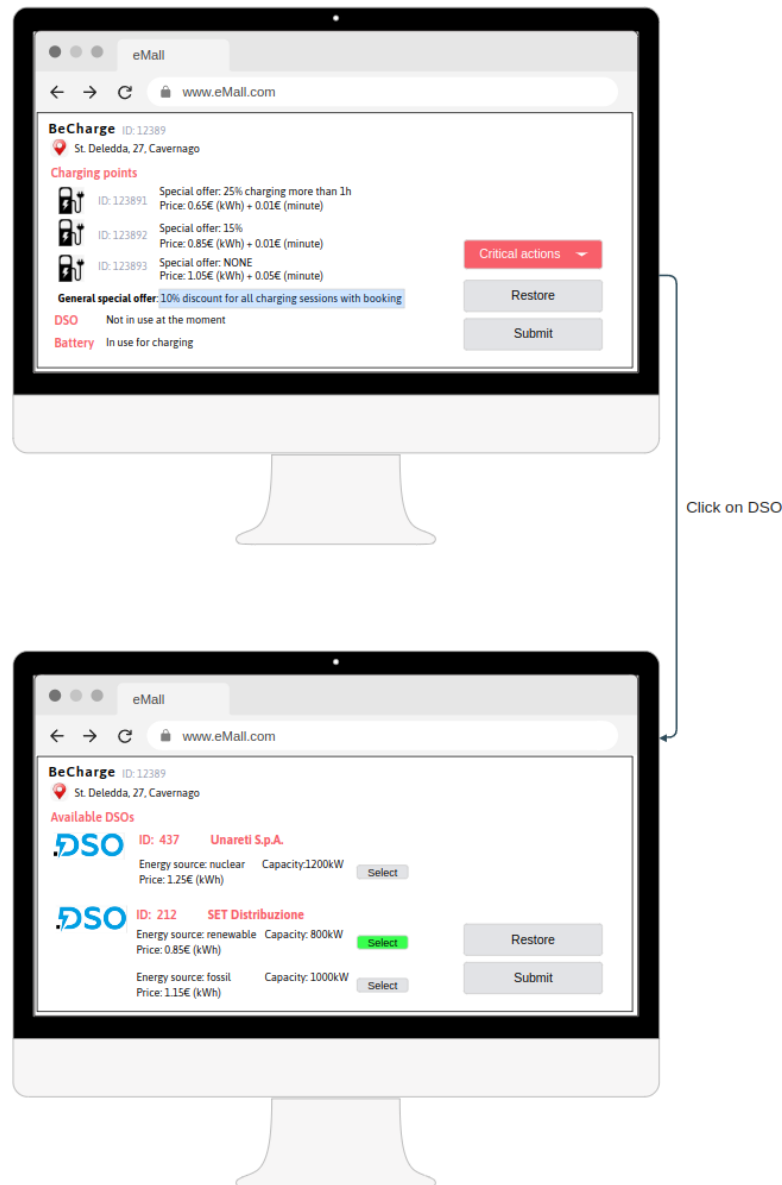 eMall
www.eMall.com
BeCharge ID: 12389
St. Deledda, 27, Cavernago
Charging points
ID: 123891
Special offer: 25% charging more than 1h
Price: 0.65€ (kWh) + 0.01€ (minute)
ID: 123892
Special offer: 15%
Price: 0.85€ (kWh) + 0.01€ (minute)
ID: 123893
Special offer: NONE
Price: 1.05€ (kWh) + 0.05€ (minute)
General special offer: 10% discount for all charging sessions with booking
DSO Not in use at the moment
Battery In use for charging
Critical actions
Restore
Submit
Click on DSO
eMall
www.eMall.com
BeCharge ID: 12389
St. Deledda, 27, Cavernago
Available DSOs
DSO
ID: 437 Unareti S.p.A.
Energy source: nuclear Capacity:1200kW
Price: 1.25€ (kWh)
Select
DSO
ID: 212 SET Distribuzione
Energy source: renewable Capacity: 800kW
Price: 0.85€ (kWh)
Select
Energy source: fossil Capacity: 1000kW
Price: 1.15€ (kWh)
Select
Restore
Submit